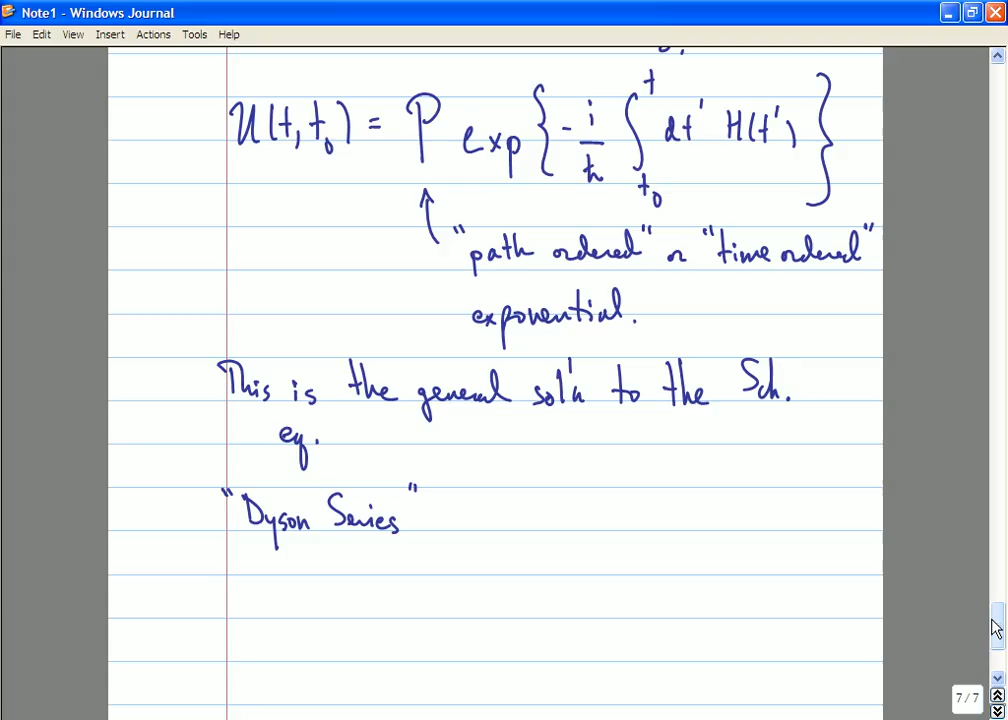 Note1 - Windows Journal
File Edit View Insert Actions Tools Help
U(t, t₀) = P exp{ -i/ħ ∫_{t₀}^{t} dt' H(t') }
"path ordered" or "time ordered"
exponential.
This is the general sol'n to the Sch.
eq.
"Dyson Series"
7/7